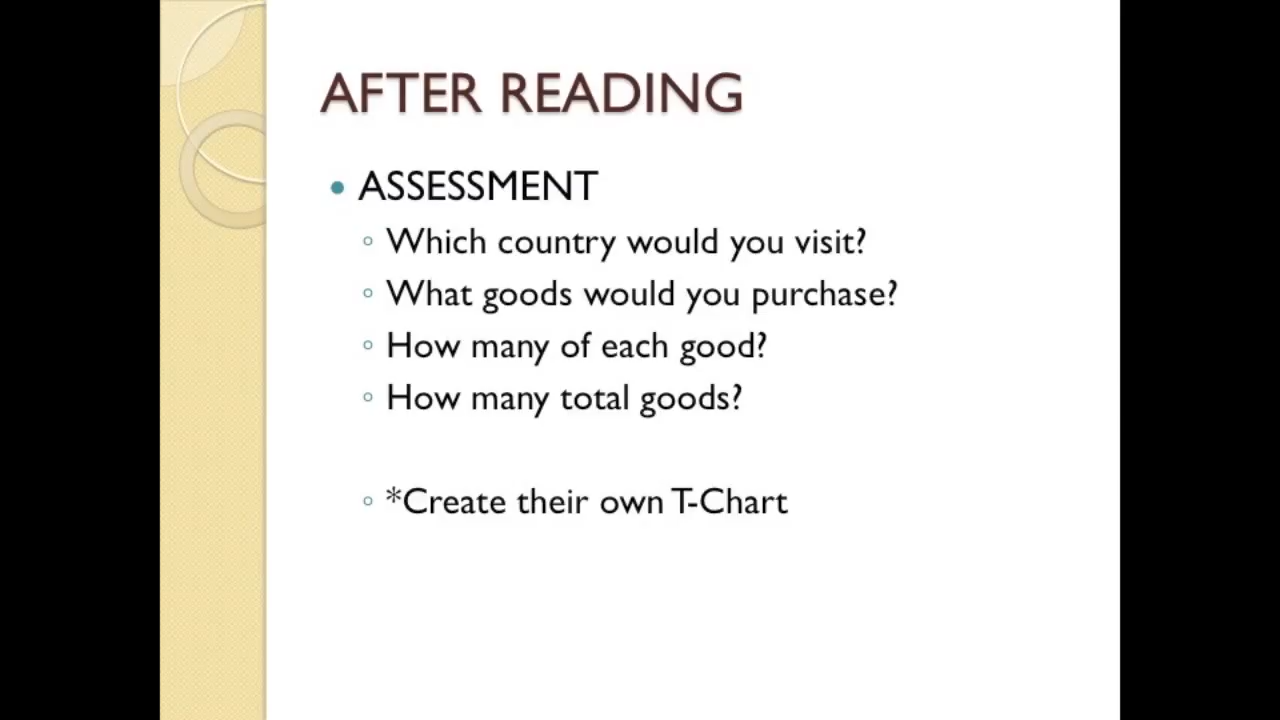 AFTER READING
ASSESSMENT
Which country would you visit?
What goods would you purchase?
How many of each good?
How many total goods?
*Create their own T-Chart